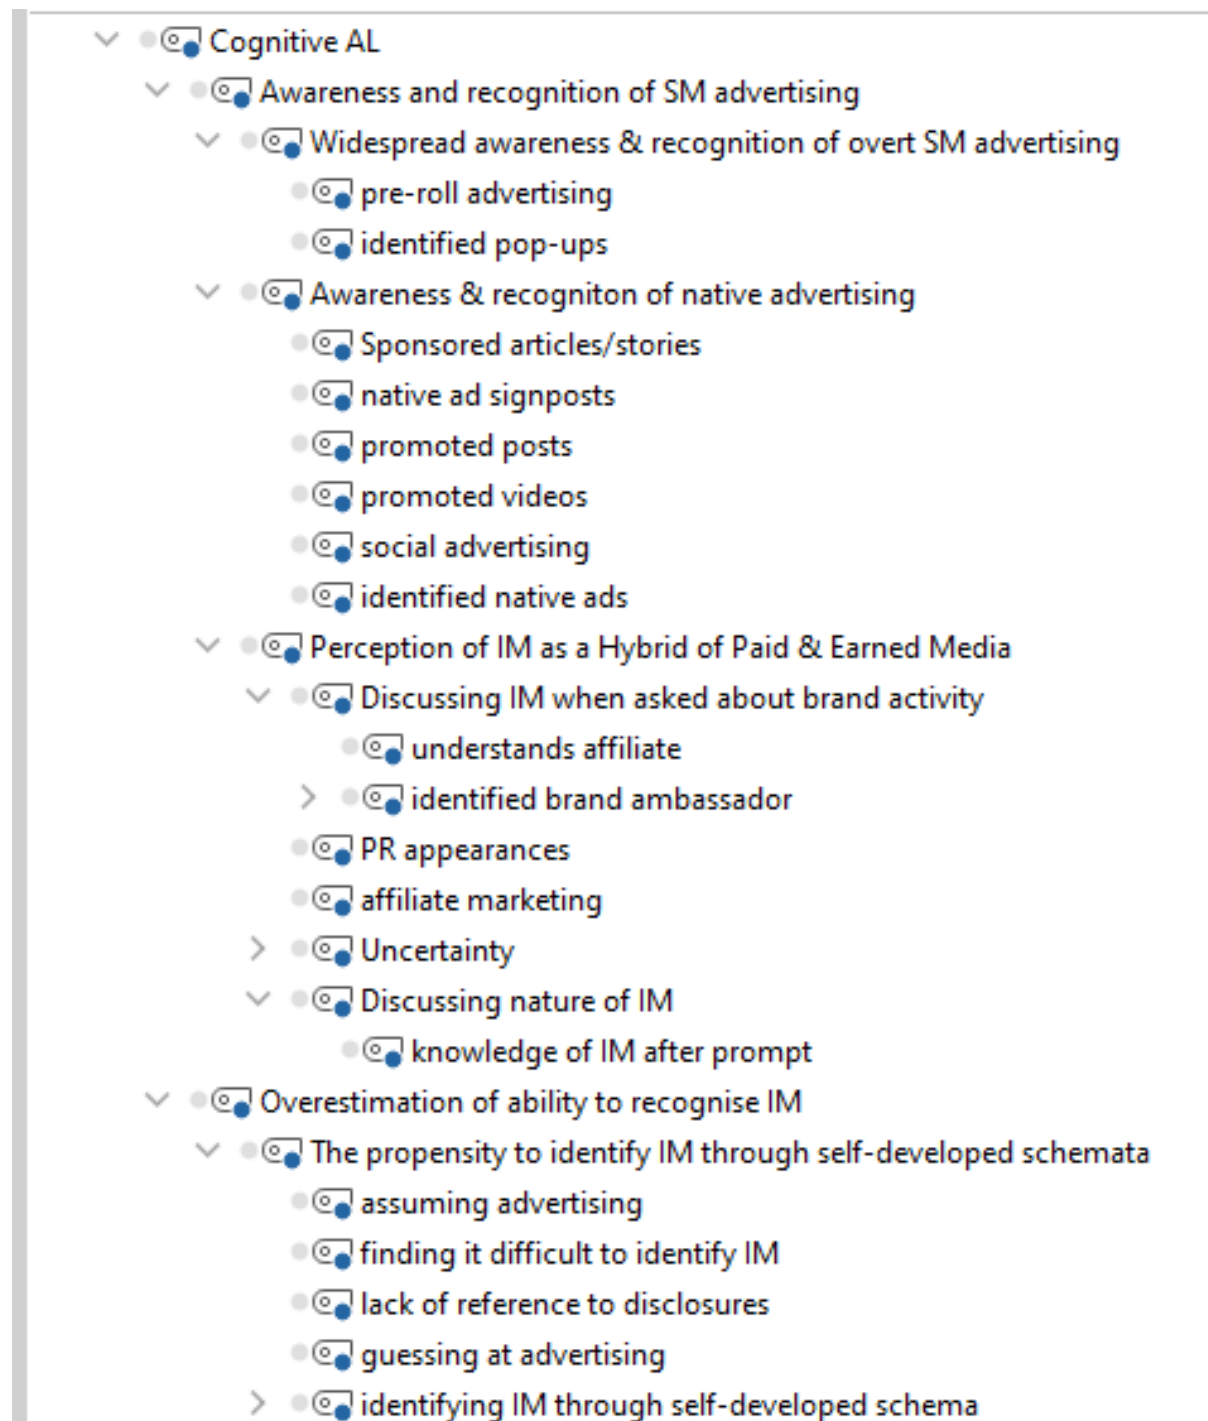 Cognitive AL
Awareness and recognition of SM advertising
Widespread awareness & recognition of overt SM advertising
pre-roll advertising
identified pop-ups
Awareness & recogniton of native advertising
Sponsored articles/stories
native ad signposts
promoted posts
promoted videos
social advertising
identified native ads
Perception of IM as a Hybrid of Paid & Earned Media
Discussing IM when asked about brand activity
understands affiliate
identified brand ambassador
PR appearances
affiliate marketing
Uncertainty
Discussing nature of IM
knowledge of IM after prompt
Overestimation of ability to recognise IM
The propensity to identify IM through self-developed schemata
assuming advertising
finding it difficult to identify IM
lack of reference to disclosures
guessing at advertising
identifying IM through self-developed schema